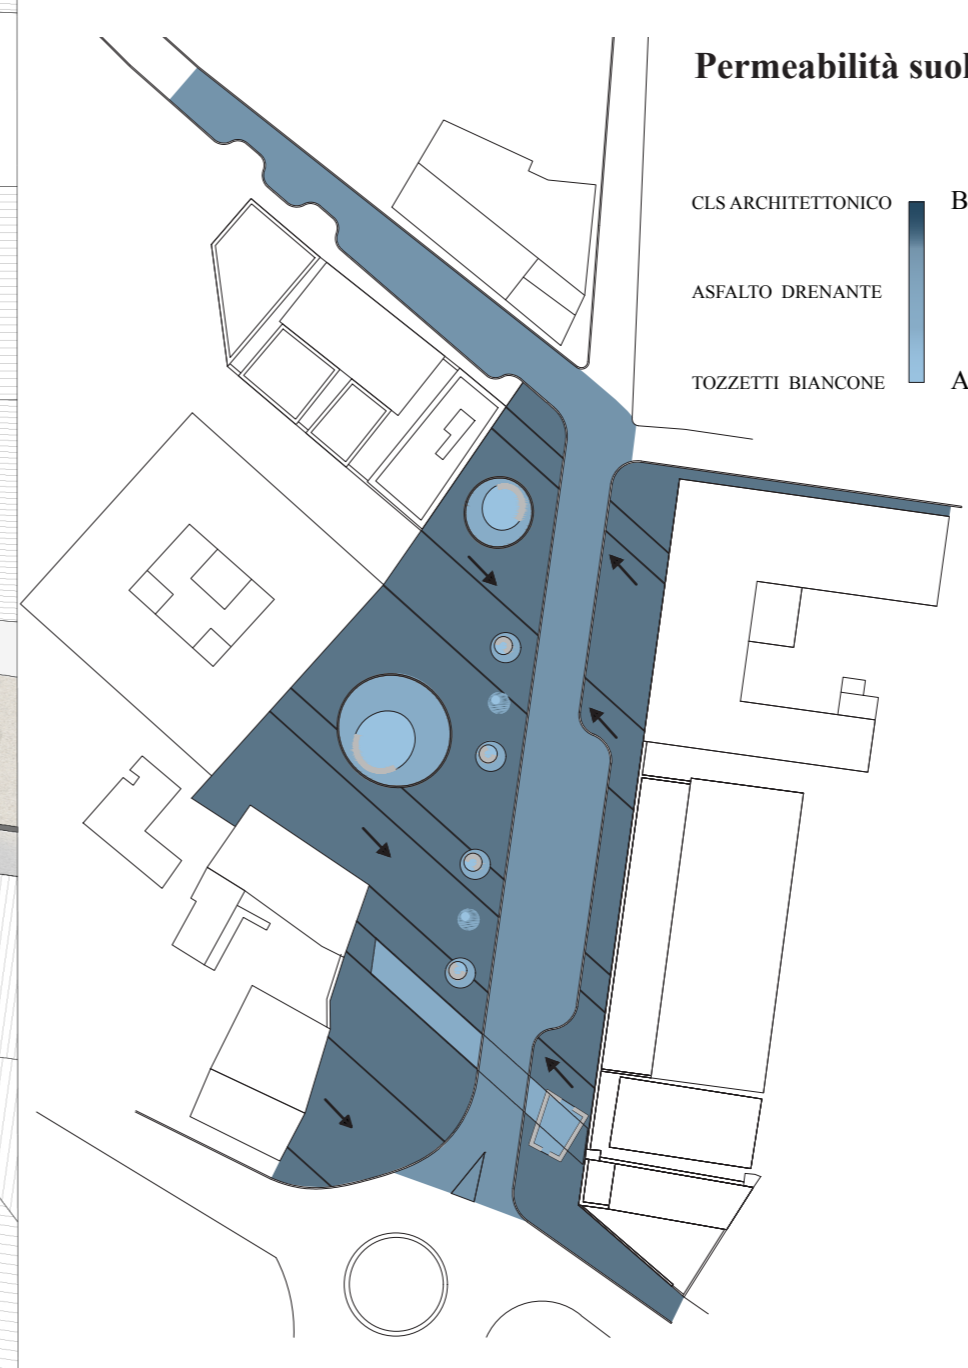 Permeabilità suol
CLS ARCHITETTONICO B
ASFALTO DRENANTE
TOZZETTI BIANCONE A